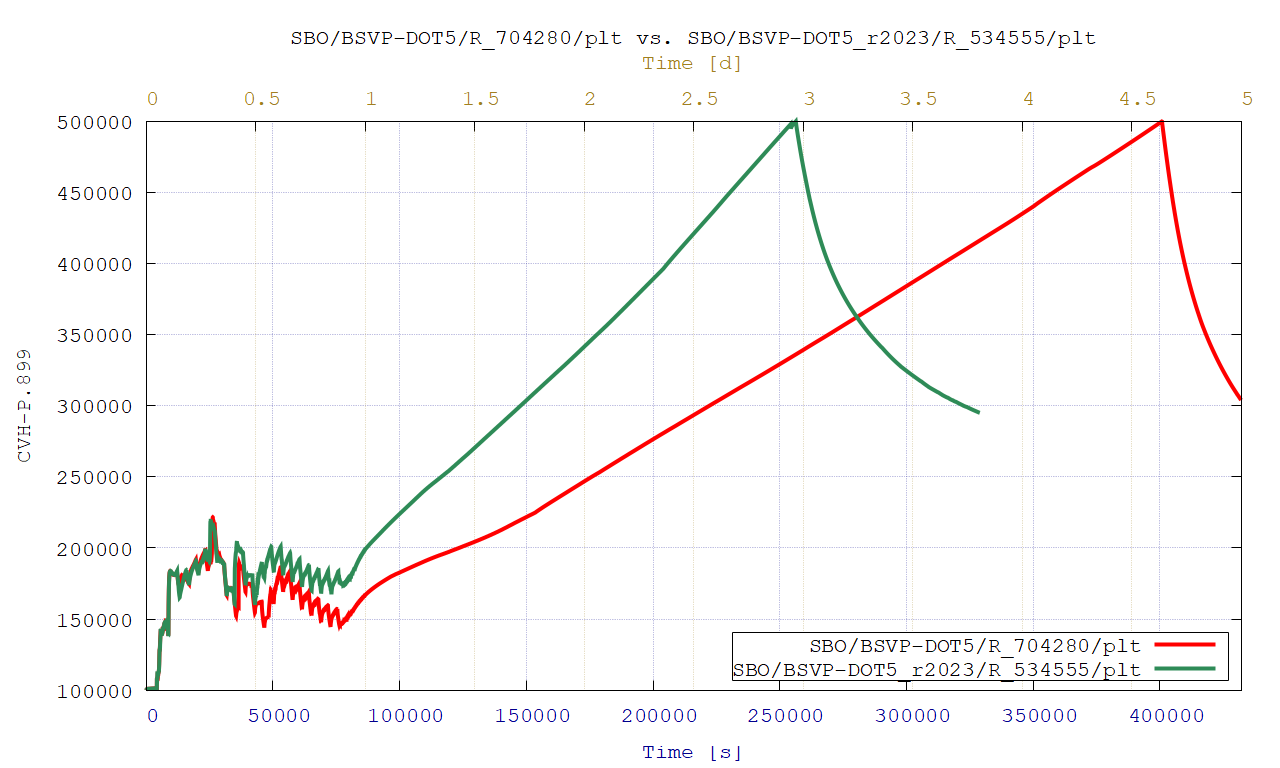 SBO/BSVP-DOT5/R_704280/plt vs. SBO/BSVP-DOT5_r2023/R_534555/plt
Time [d]
0 0.5 1 1.5 2 2.5 3 3.5 4 4.5 5
500000
450000
400000
350000
300000
250000
200000
150000
100000
CVH-P.899
SBO/BSVP-DOT5/R_704280/plt
SBO/BSVP-DOT5_r2023/R_534555/plt
0 50000 100000 150000 200000 250000 300000 350000 400000
Time [s]